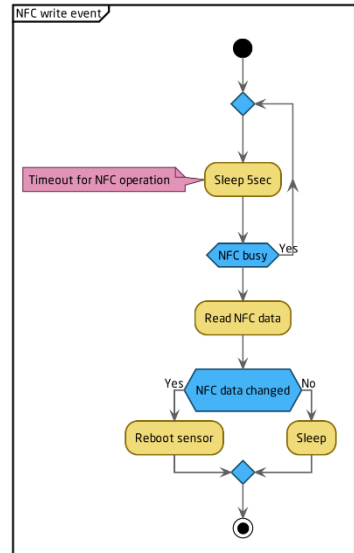 NFC write event
Timeout for NFC operation
Sleep 5sec
NFC busy
Yes
Read NFC data
Yes
NFC data changed
No
Reboot sensor
Sleep